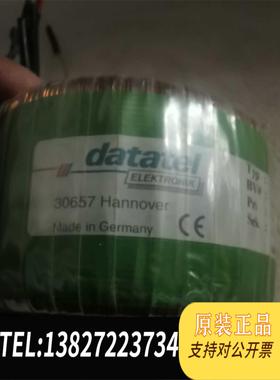 datatel
ELEKTRONIK
30657 Hannover
Made in Germany
CE
原装正品
支持对公开票
TEL:13827223734